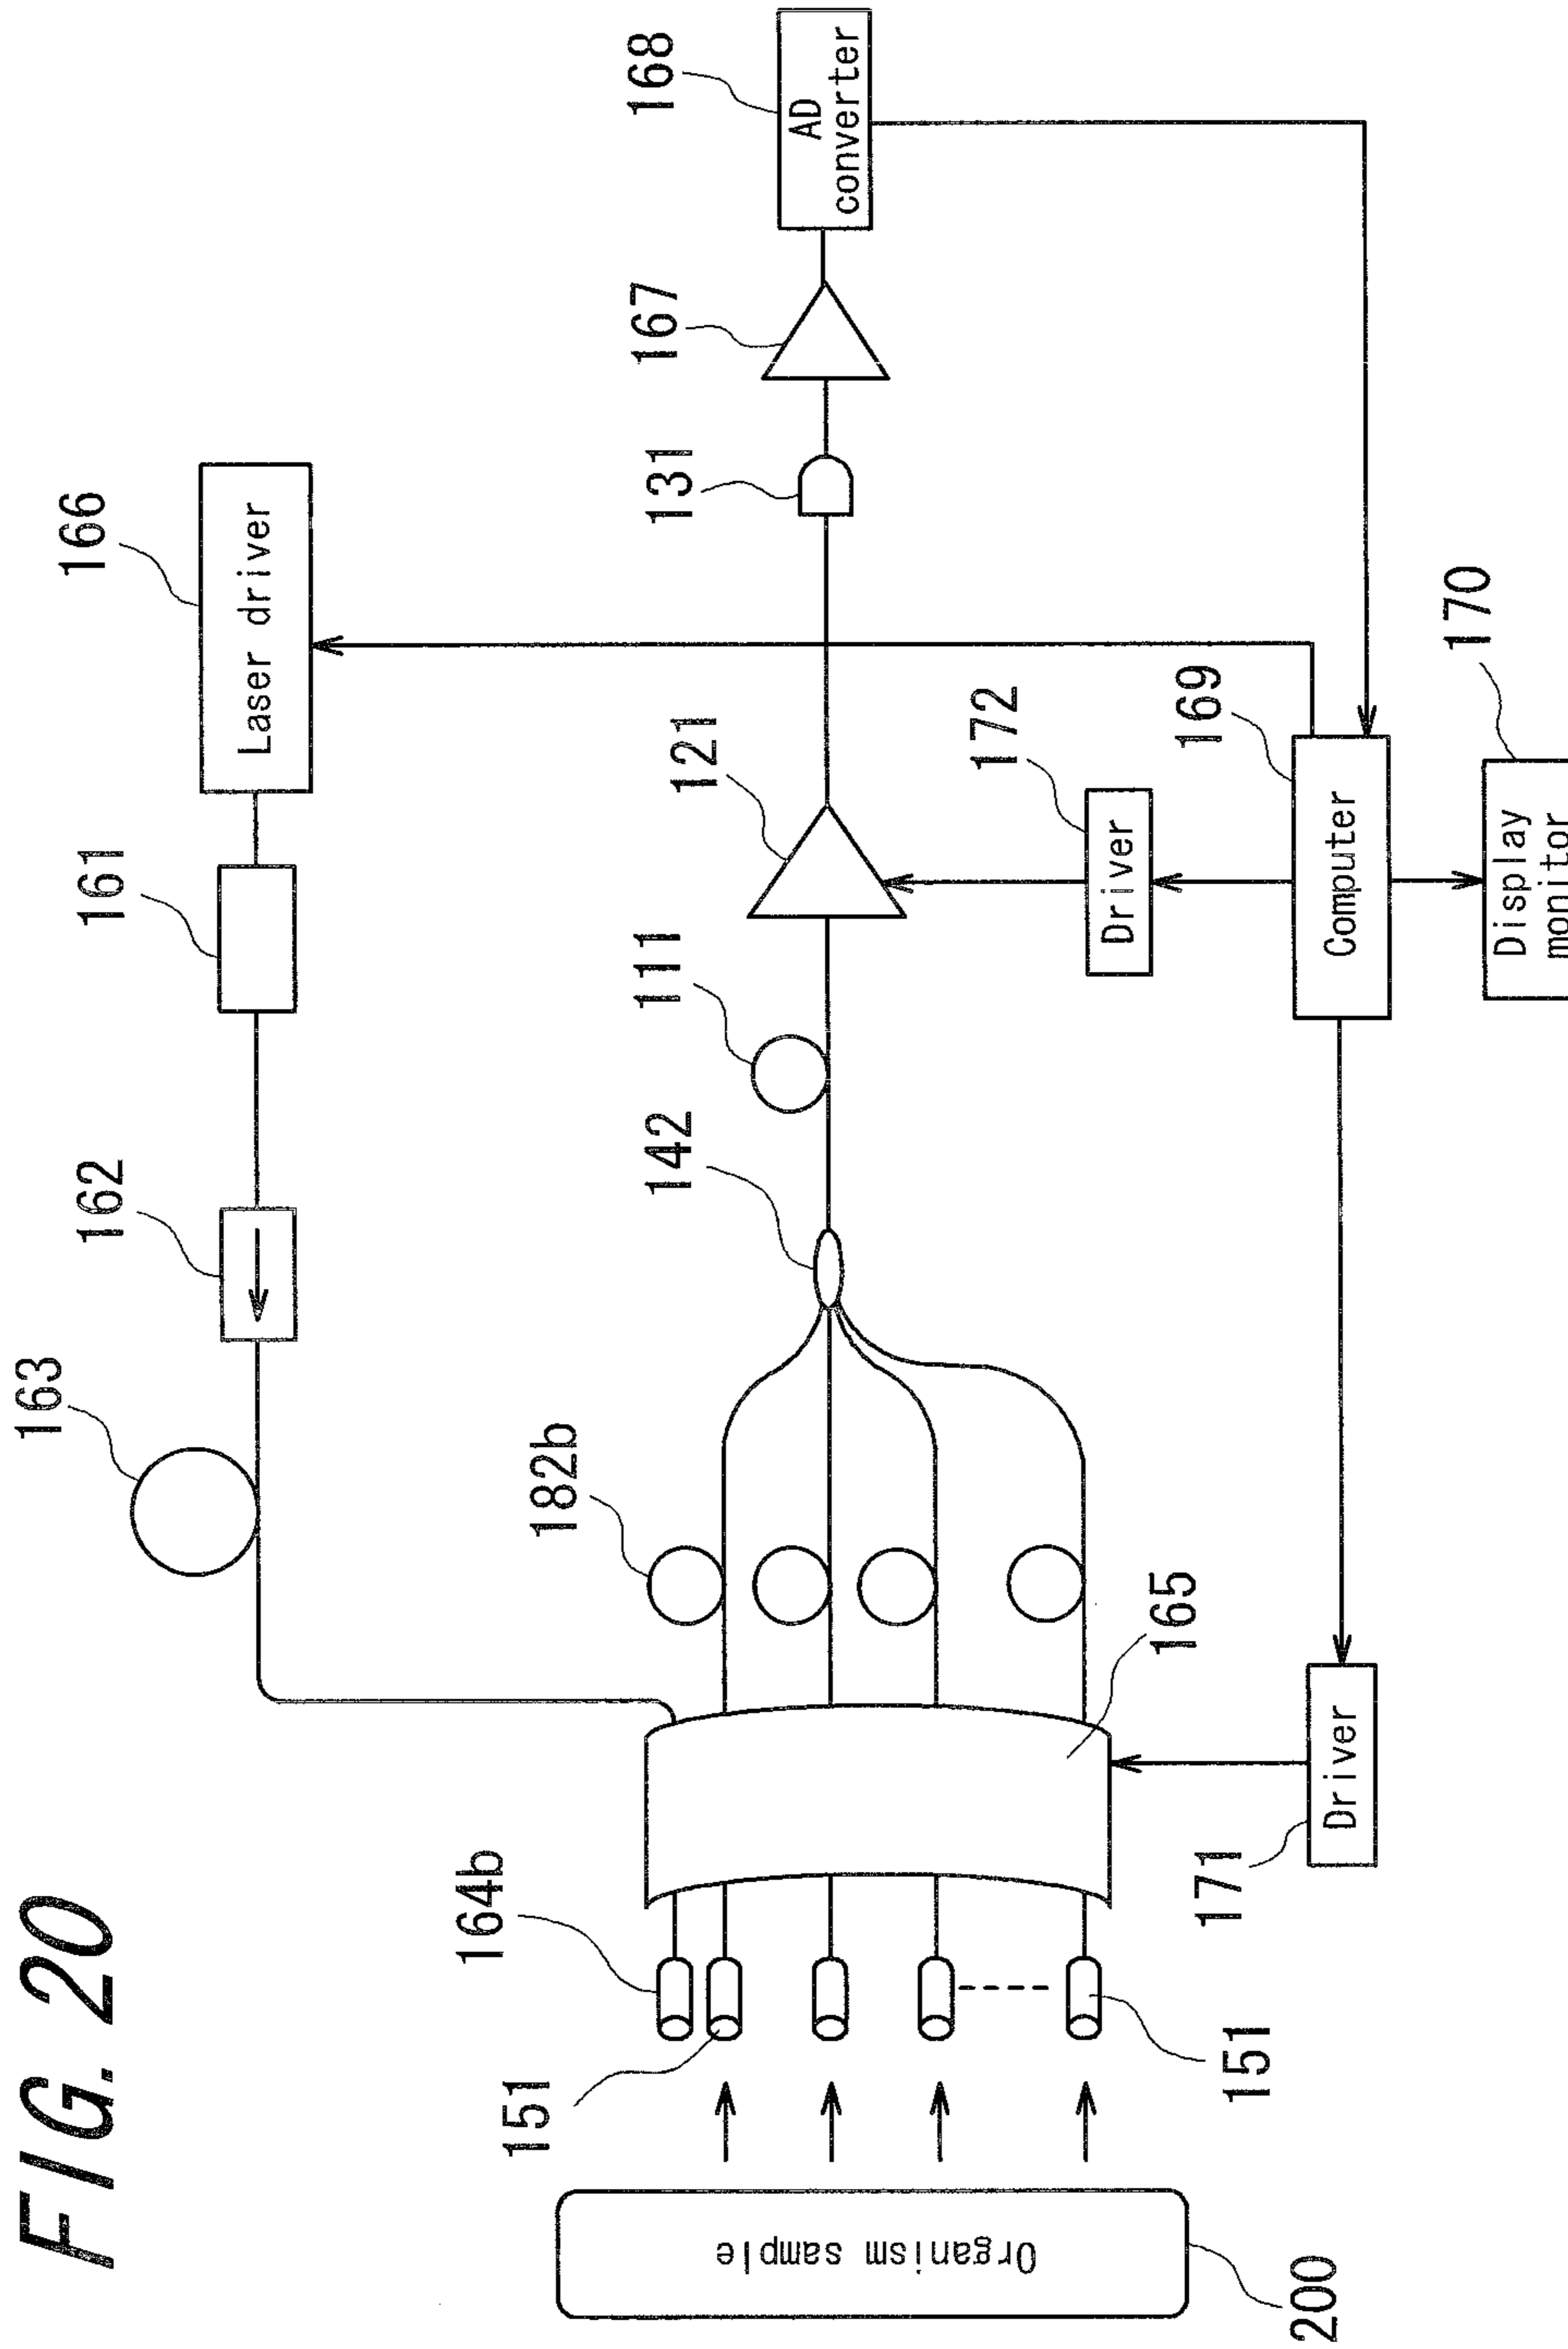 FIG. 20
163
162
161
166
Laser driver
182b
142
111
121
131
167
168
AD
converter
164b
151
151
165
171
Driver
172
Driver
169
Computer
170
Display
monitor
Organism sample
200